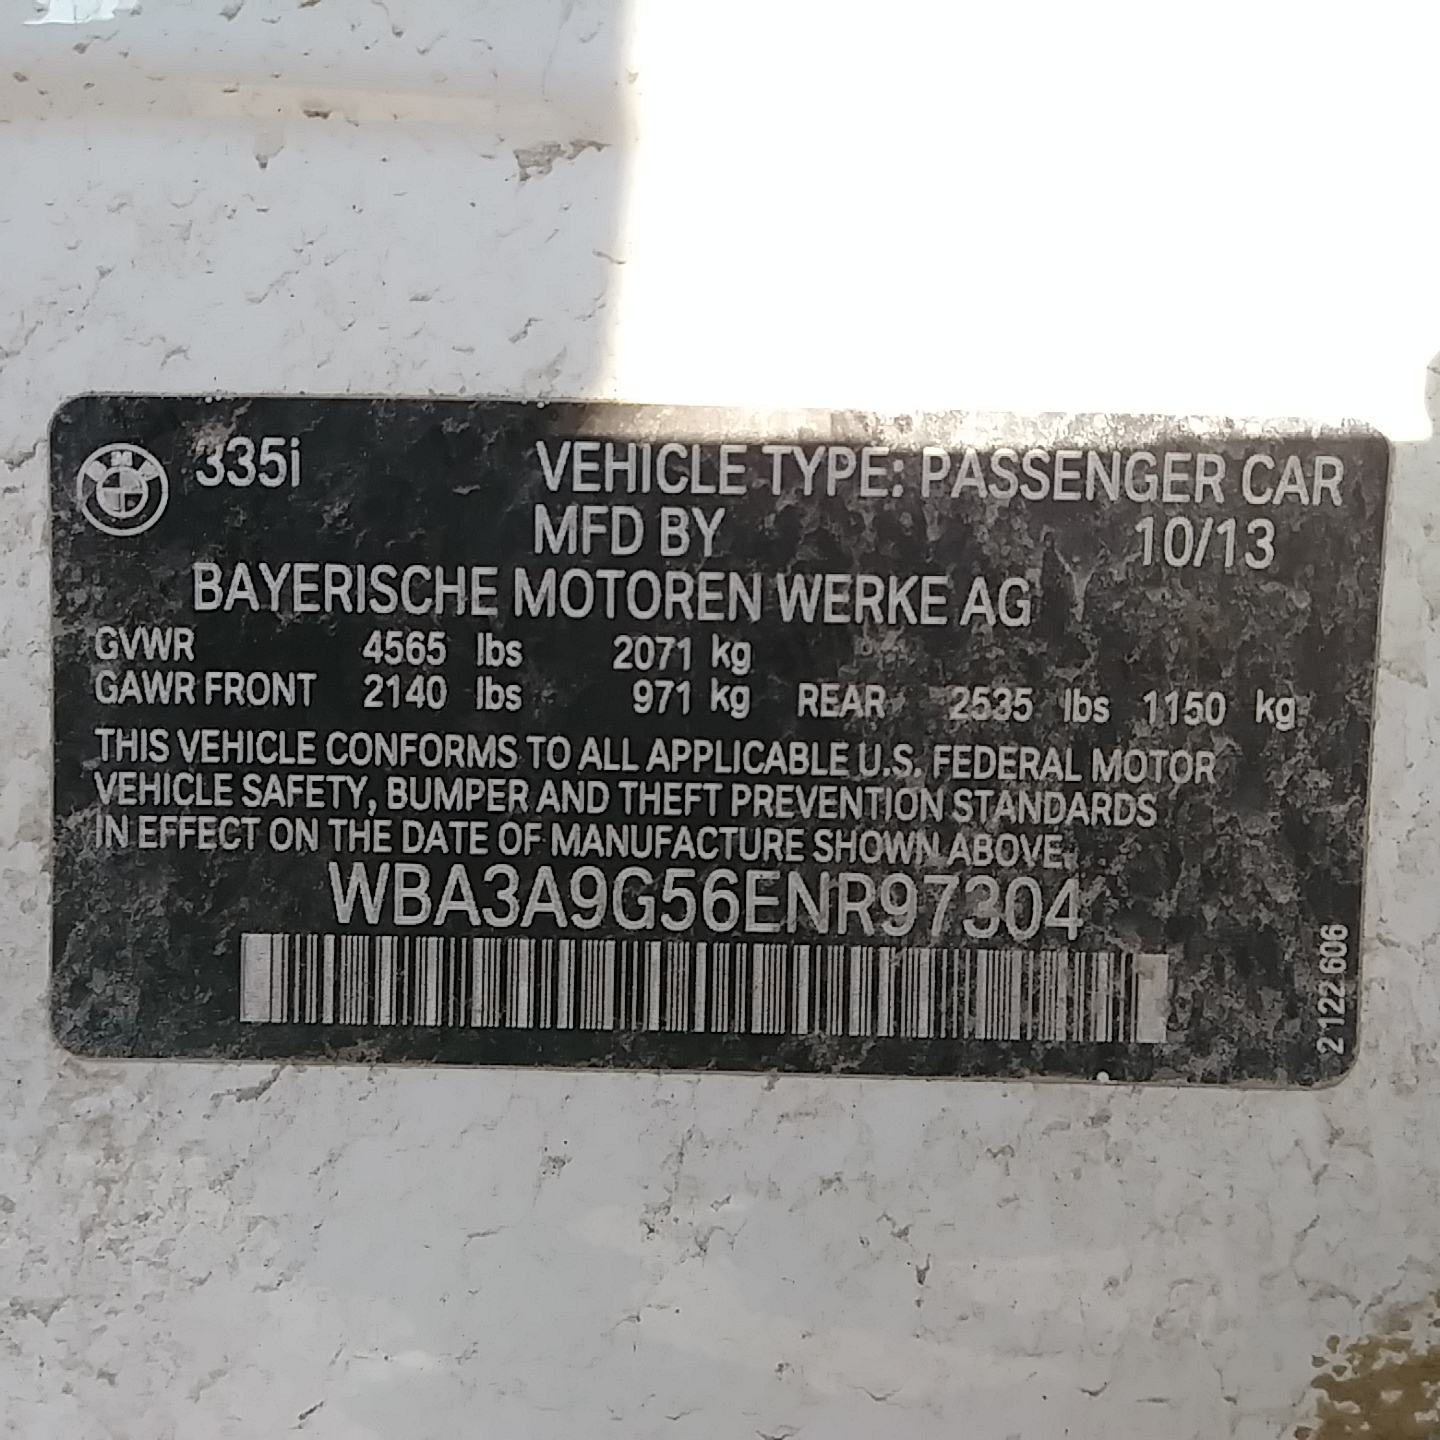 BMW 335i VEHICLE TYPE: PASSENGER CAR
MFD BY 10/13
BAYERISCHE MOTOREN WERKE AG
GVWR 4565 lbs 2071 kg
GAWR FRONT 2140 lbs 971 kg REAR 2535 lbs 1150 kg
THIS VEHICLE CONFORMS TO ALL APPLICABLE U.S. FEDERAL MOTOR
VEHICLE SAFETY, BUMPER AND THEFT PREVENTION STANDARDS
IN EFFECT ON THE DATE OF MANUFACTURE SHOWN ABOVE.
WBA3A9G56ENR97304
2122 606